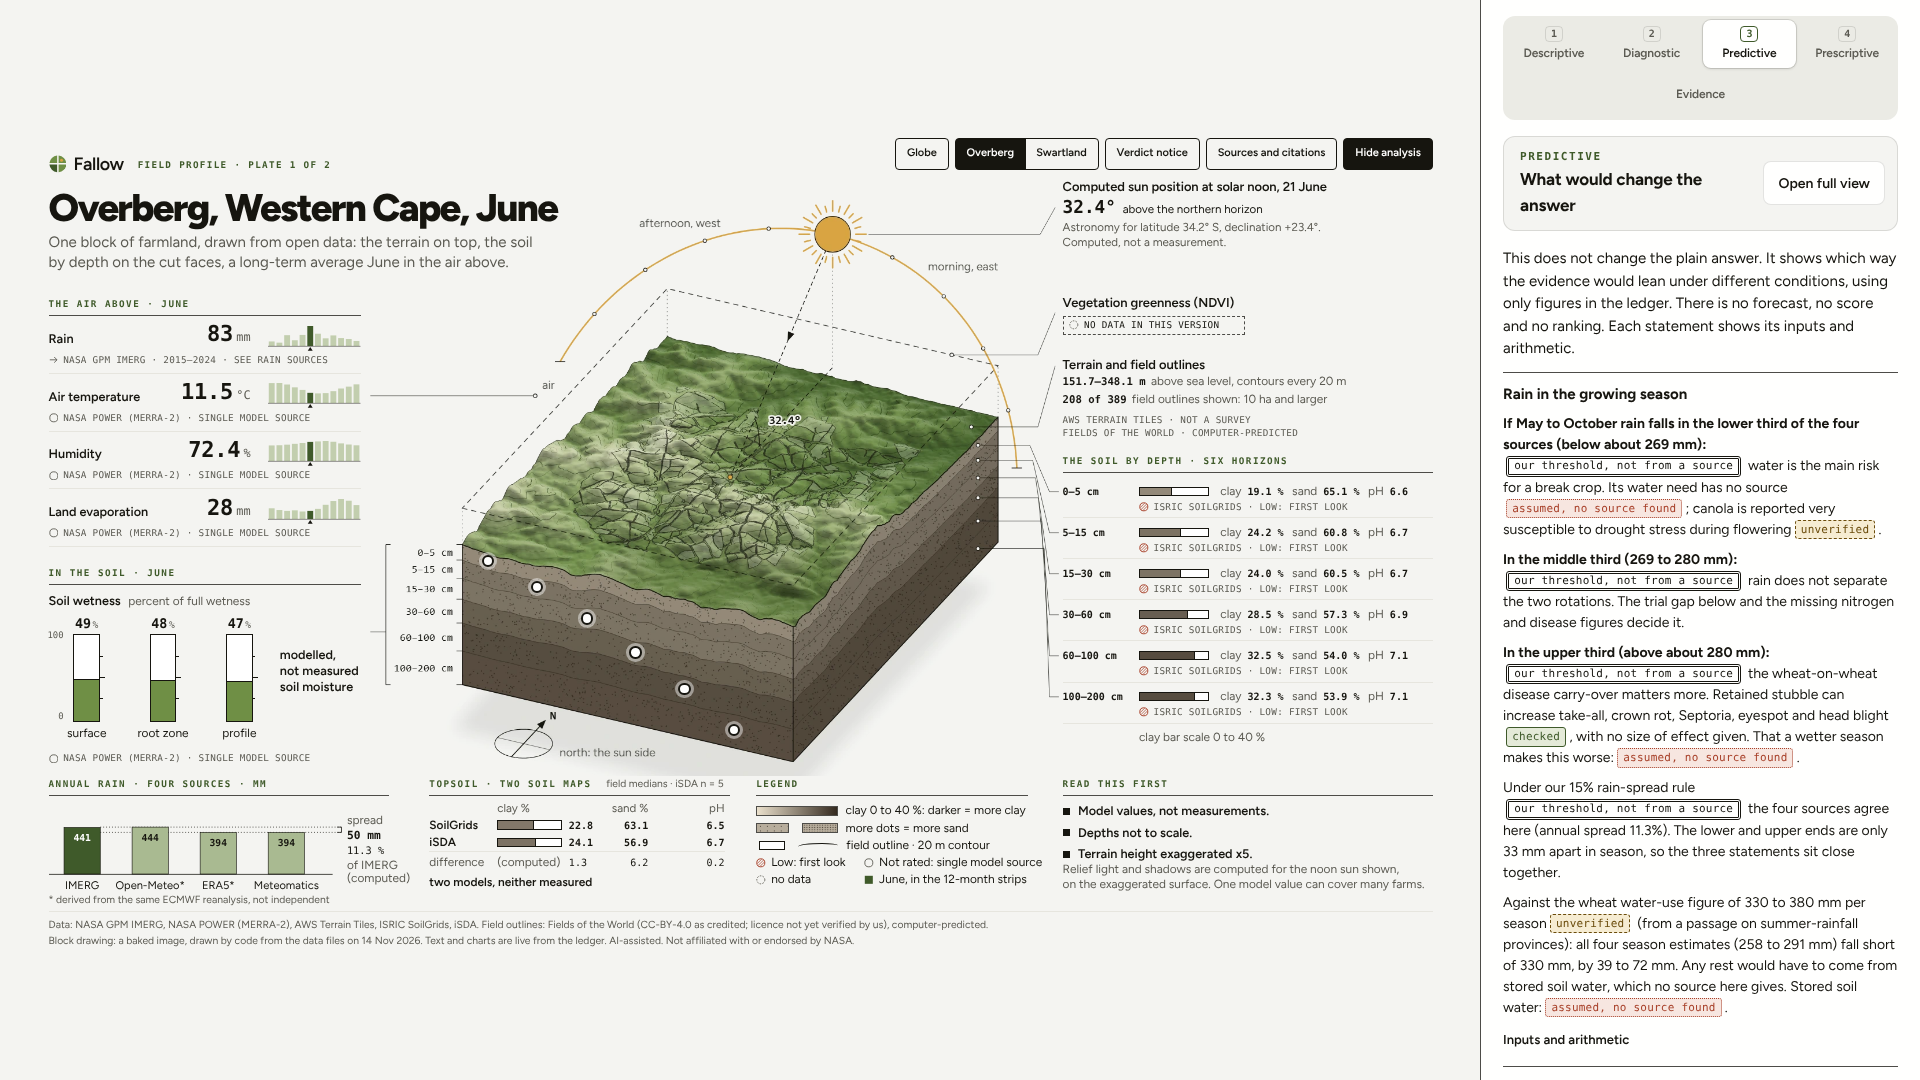 Fallow FIELD PROFILE · PLATE 1 OF 2
Globe Overberg Swartland Verdict notice Sources and citations Hide analysis
Overberg, Western Cape, June
One block of farmland, drawn from open data: the terrain on top, the soil
by depth on the cut faces, a long-term average June in the air above.
THE AIR ABOVE · JUNE
Rain 83 mm
→ NASA GPM IMERG · 2015–2024 · SEE RAIN SOURCES
Air temperature 11.5 °C
NASA POWER (MERRA-2) · SINGLE MODEL SOURCE
Humidity 72.4 %
NASA POWER (MERRA-2) · SINGLE MODEL SOURCE
Land evaporation 28 mm
NASA POWER (MERRA-2) · SINGLE MODEL SOURCE
IN THE SOIL · JUNE
Soil wetness percent of full wetness
49 % 48 % 47 %
100
0
surface root zone profile
modelled,
not measured
soil moisture
NASA POWER (MERRA-2) · SINGLE MODEL SOURCE
afternoon, west
morning, east
air
32.4°
0–5 cm
5–15 cm
15–30 cm
30–60 cm
60–100 cm
100–200 cm
N
north: the sun side
Computed sun position at solar noon, 21 June
32.4° above the northern horizon
Astronomy for latitude 34.2° S, declination +23.4°.
Computed, not a measurement.
Vegetation greenness (NDVI)
NO DATA IN THIS VERSION
Terrain and field outlines
151.7–348.1 m above sea level, contours every 20 m
208 of 389 field outlines shown: 10 ha and larger
AWS TERRAIN TILES · NOT A SURVEY
FIELDS OF THE WORLD · COMPUTER-PREDICTED
THE SOIL BY DEPTH · SIX HORIZONS
0–5 cm clay 19.1 % sand 65.1 % pH 6.6
ISRIC SOILGRIDS · LOW: FIRST LOOK
5–15 cm clay 24.2 % sand 60.8 % pH 6.7
ISRIC SOILGRIDS · LOW: FIRST LOOK
15–30 cm clay 24.0 % sand 60.5 % pH 6.7
ISRIC SOILGRIDS · LOW: FIRST LOOK
30–60 cm clay 28.5 % sand 57.3 % pH 6.9
ISRIC SOILGRIDS · LOW: FIRST LOOK
60–100 cm clay 32.5 % sand 54.0 % pH 7.1
ISRIC SOILGRIDS · LOW: FIRST LOOK
100–200 cm clay 32.3 % sand 53.9 % pH 7.1
ISRIC SOILGRIDS · LOW: FIRST LOOK
clay bar scale 0 to 40 %
ANNUAL RAIN · FOUR SOURCES · MM
441 444 394 394
IMERG Open-Meteo* ERA5* Meteomatics
spread
50 mm
11.3 %
of IMERG
(computed)
* derived from the same ECMWF reanalysis, not independent
TOPSOIL · TWO SOIL MAPS field medians · iSDA n = 5
clay % sand % pH
SoilGrids 22.8 63.1 6.5
iSDA 24.1 56.9 6.7
difference (computed) 1.3 6.2 0.2
two models, neither measured
LEGEND
clay 0 to 40 %: darker = more clay
more dots = more sand
field outline · 20 m contour
Low: first look Not rated: single model source
no data June, in the 12-month strips
READ THIS FIRST
Model values, not measurements.
Depths not to scale.
Terrain height exaggerated x5.
Relief light and shadows are computed for the noon sun shown,
on the exaggerated surface. One model value can cover many farms.
Data: NASA GPM IMERG, NASA POWER (MERRA-2), AWS Terrain Tiles, ISRIC SoilGrids, iSDA. Field outlines: Fields of the World (CC-BY-4.0 as credited; licence not yet verified by us), computer-predicted.
Block drawing: a baked image, drawn by code from the data files on 14 Nov 2026. Text and charts are live from the ledger. AI-assisted. Not affiliated with or endorsed by NASA.
1 2 3 4
Descriptive Diagnostic Predictive Prescriptive
Evidence
PREDICTIVE
What would change the
answer
Open full view
This does not change the plain answer. It shows which way
the evidence would lean under different conditions, using
only figures in the ledger. There is no forecast, no score
and no ranking. Each statement shows its inputs and
arithmetic.
Rain in the growing season
If May to October rain falls in the lower third of the four
sources (below about 269 mm):
our threshold, not from a source water is the main risk
for a break crop. Its water need has no source
assumed, no source found ; canola is reported very
susceptible to drought stress during flowering unverified .
In the middle third (269 to 280 mm):
our threshold, not from a source rain does not separate
the two rotations. The trial gap below and the missing nitrogen
and disease figures decide it.
In the upper third (above about 280 mm):
our threshold, not from a source the wheat-on-wheat
disease carry-over matters more. Retained stubble can
increase take-all, crown rot, Septoria, eyespot and head blight
checked , with no size of effect given. That a wetter season
makes this worse: assumed, no source found .
Under our 15% rain-spread rule
our threshold, not from a source the four sources agree
here (annual spread 11.3%). The lower and upper ends are only
33 mm apart in season, so the three statements sit close
together.
Against the wheat water-use figure of 330 to 380 mm per
season unverified (from a passage on summer-rainfall
provinces): all four season estimates (258 to 291 mm) fall short
of 330 mm, by 39 to 72 mm. Any rest would have to come from
stored soil water, which no source here gives. Stored soil
water: assumed, no source found .
Inputs and arithmetic